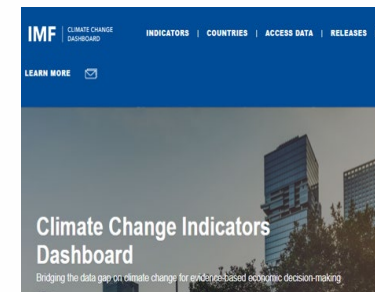 IMF | CLIMATE CHANGE
DASHBOARD
INDICATORS | COUNTRIES | ACCESS DATA | RELEASES
LEARN MORE
Climate Change Indicators
Dashboard
Bridging the data gap on climate change for evidence-based economic decision-making